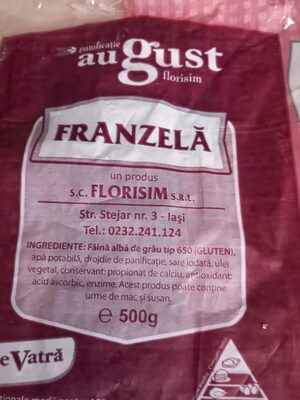 panificație
august
florisim
FRANZELĂ
un produs
S.C. FLORISIM S.R.L.
Str. Stejar nr. 3 - Iași
Tel.: 0232.241.124
INGREDIENTE: Făină albă de grâu tip 650 (GLUTEN),
apă potabilă, drojdie de panificație, sare iodată, ulei
vegetal, conservant: propionat de calciu, antioxidant:
acid ascorbic, enzime. Acest produs poate conține
urme de mac și susan.
℮ 500g
e Vatră